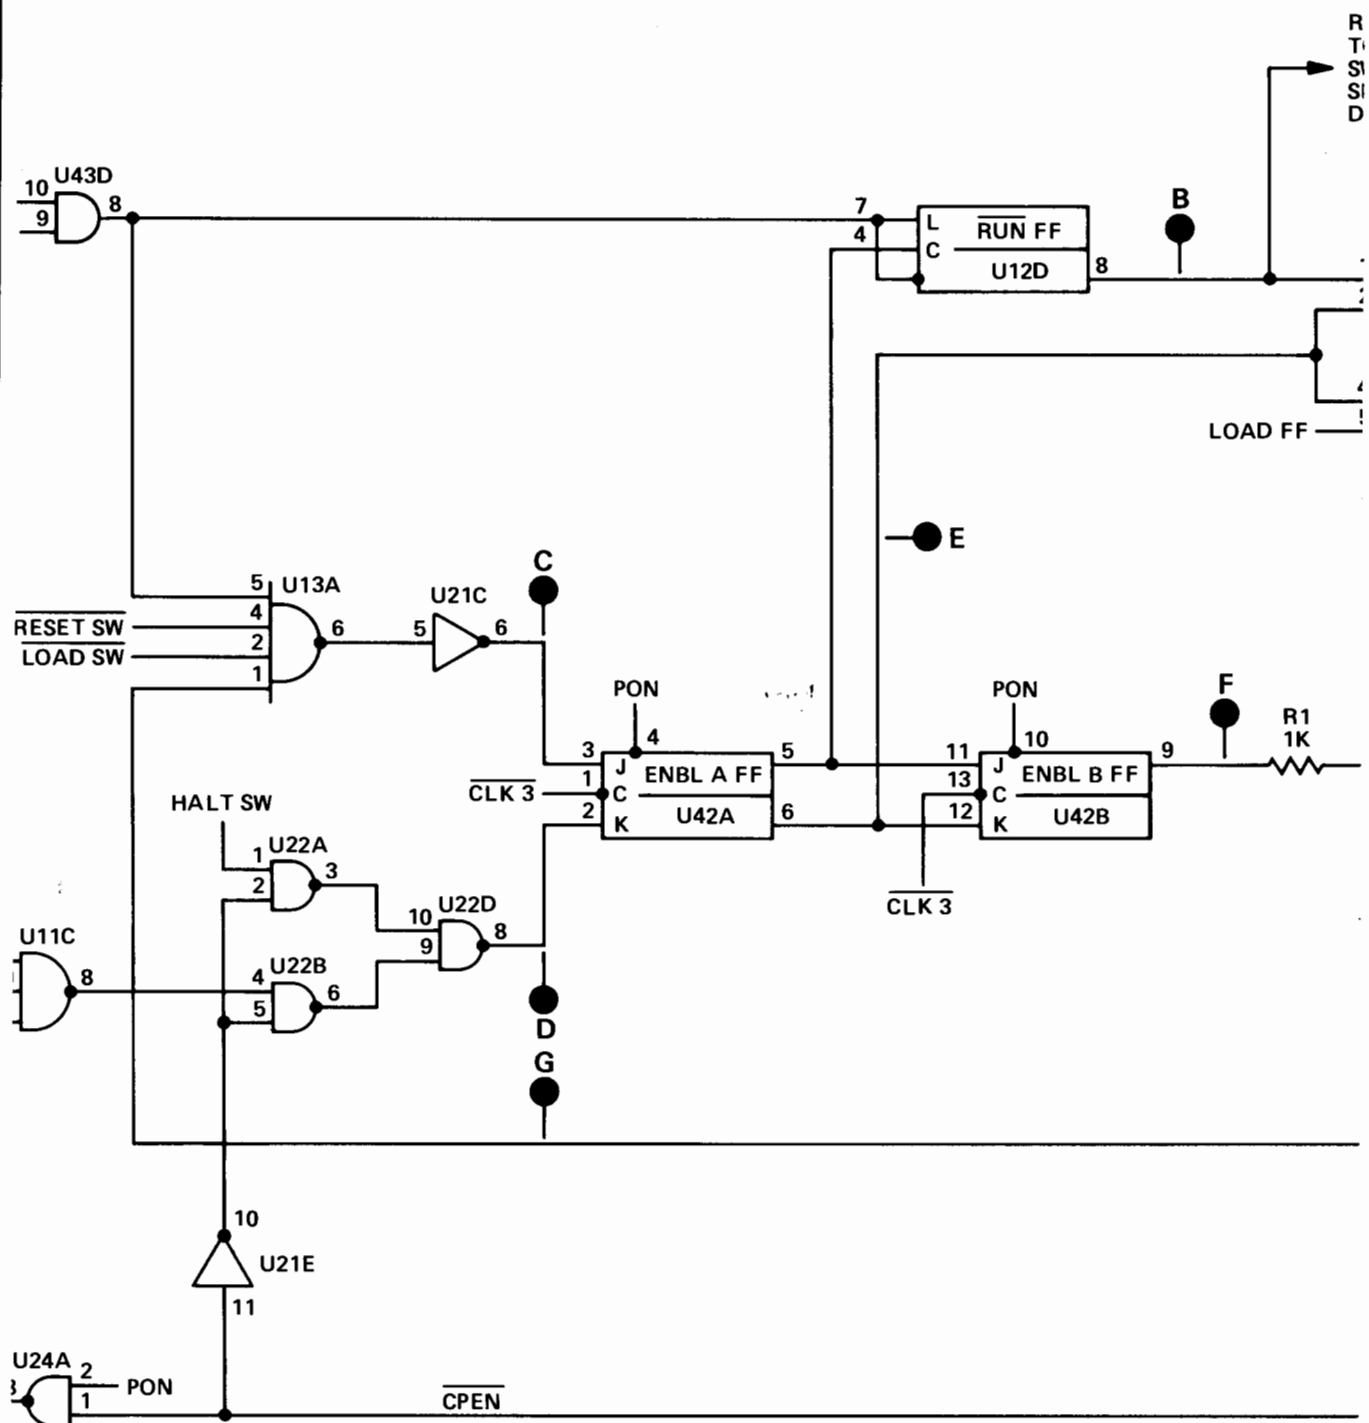 R
T
S
S
D
U43D
10
9
8
7
4
L
C
RUN FF
U12D
8
B
LOAD FF
E
C
5
4
2
1
U13A
RESET SW
LOAD SW
6
U21C
5
6
PON
4
3
1
2
J
C
K
ENBL A FF
U42A
5
6
CLK 3
PON
10
11
13
12
J
C
K
ENBL B FF
U42B
9
F
R1
1K
CLK 3
HALT SW
1
2
U22A
3
U22D
10
9
8
U11C
8
U22B
4
5
6
D
G
10
U21E
11
U24A
2
1
PON
CPEN